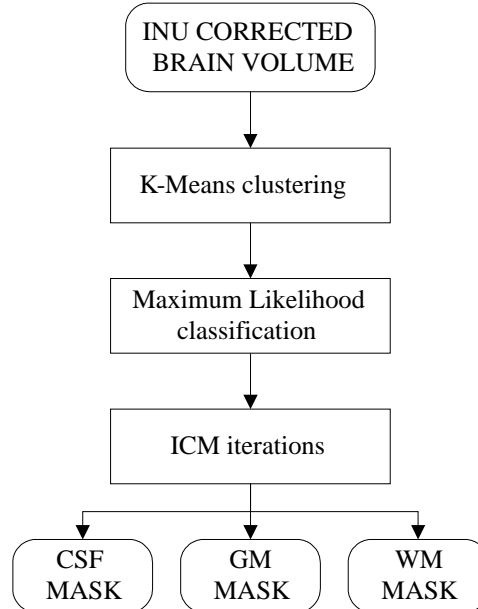 INU CORRECTED
BRAIN VOLUME
K-Means clustering
Maximum Likelihood
classification
ICM iterations
CSF
MASK
GM
MASK
WM
MASK